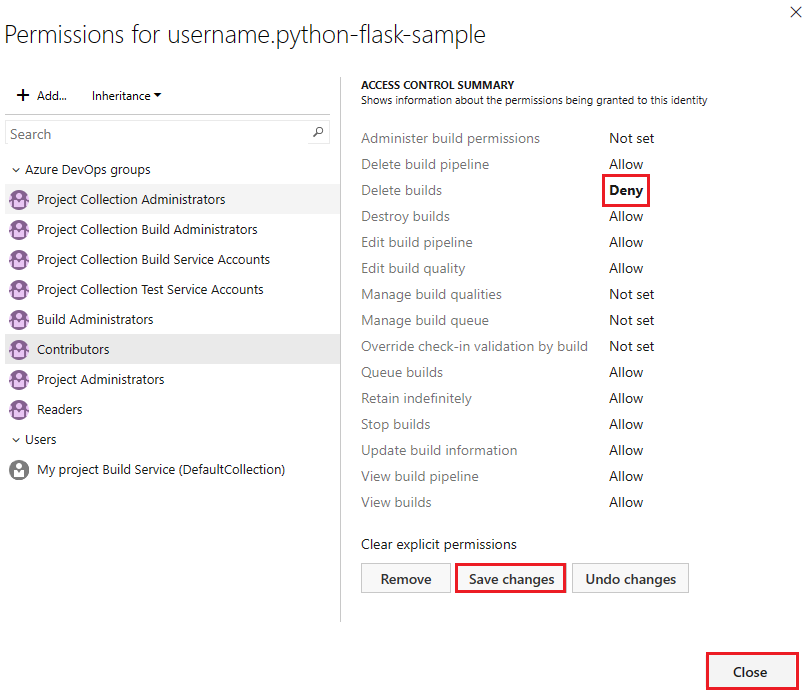 Permissions for username.python-flask-sample
+ Add...
Inheritance
Search
Azure DevOps groups
Project Collection Administrators
Project Collection Build Administrators
Project Collection Build Service Accounts
Project Collection Test Service Accounts
Build Administrators
Contributors
Project Administrators
Readers
Users
My project Build Service (DefaultCollection)
ACCESS CONTROL SUMMARY
Shows information about the permissions being granted to this identity
Administer build permissions Not set
Delete build pipeline Allow
Delete builds Deny
Destroy builds Allow
Edit build pipeline Allow
Edit build quality Allow
Manage build qualities Not set
Manage build queue Not set
Override check-in validation by build Not set
Queue builds Allow
Retain indefinitely Allow
Stop builds Allow
Update build information Allow
View build pipeline Allow
View builds Allow
Clear explicit permissions
Remove Save changes Undo changes
Close